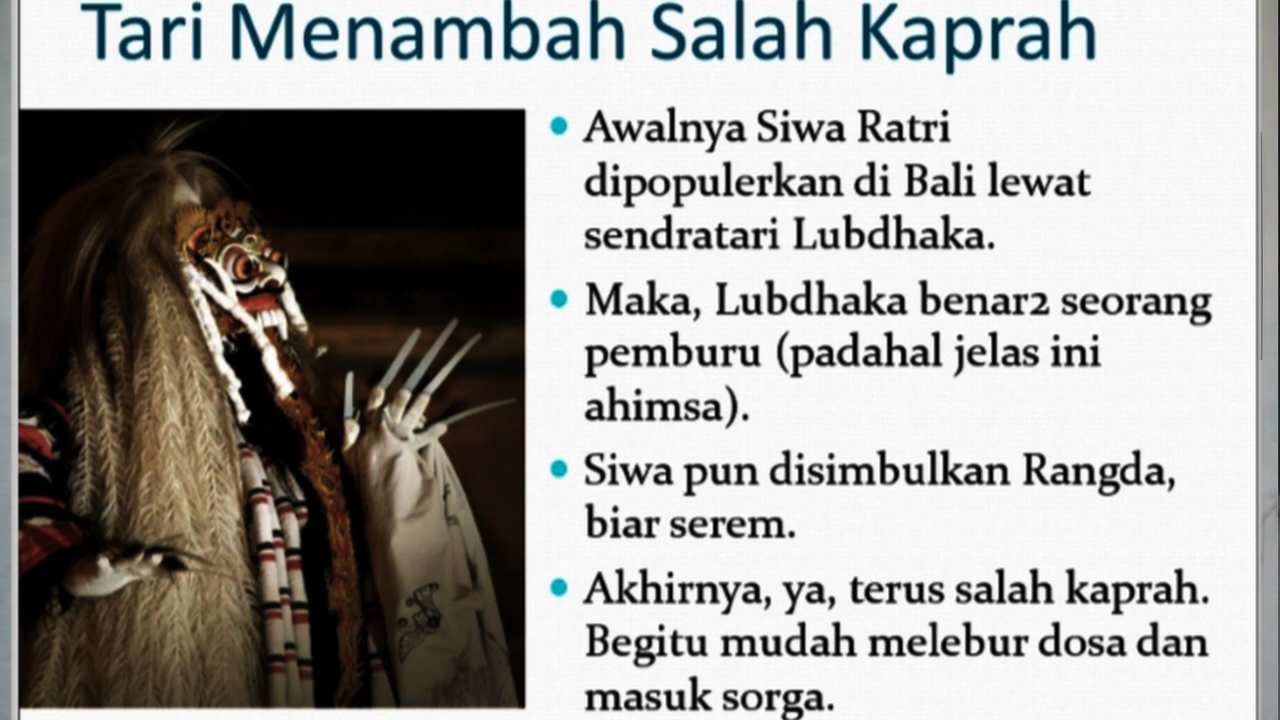 Tari Menambah Salah Kaprah
Awalnya Siwa Ratri
dipopulerkan di Bali lewat
sendratari Lubdhaka.
Maka, Lubdhaka benar2 seorang
pemburu (padahal jelas ini
ahimsa).
Siwa pun disimbulkan Rangda,
biar serem.
Akhirnya, ya, terus salah kaprah.
Begitu mudah melebur dosa dan
masuk sorga.